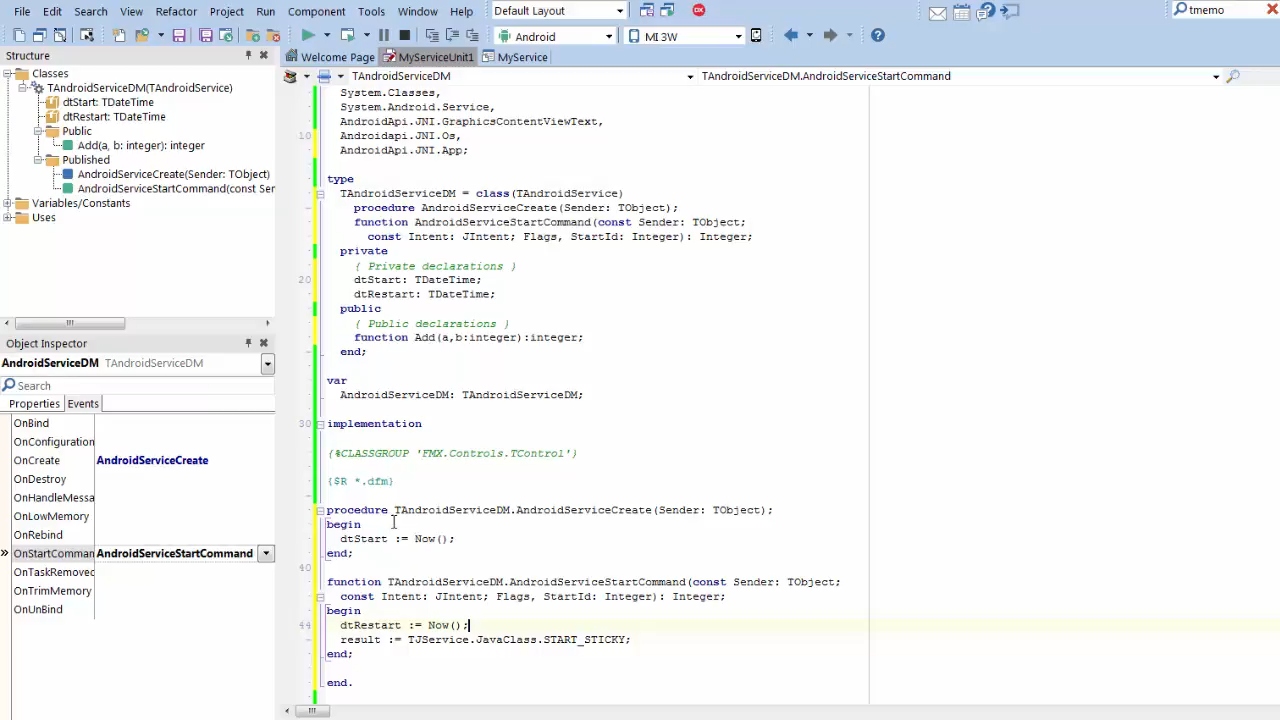 File Edit Search View Refactor Project Run Component Tools Window Help Default Layout DX tmemo
Android MI 3W
Structure Welcome Page MyServiceUnit1 MyService
TAndroidServiceDM TAndroidServiceDM.AndroidServiceStartCommand
Classes
TAndroidServiceDM(TAndroidService)
dtStart: TDateTime
dtRestart: TDateTime
Public
Add(a, b: integer): integer
Published
AndroidServiceCreate(Sender: TObject)
AndroidServiceStartCommand(const Ser
Variables/Constants
Uses
Object Inspector
AndroidServiceDM TAndroidServiceDM
Search
Properties Events
OnBind
OnConfiguration
OnCreate AndroidServiceCreate
OnDestroy
OnHandleMessa
OnLowMemory
OnRebind
OnStartComman AndroidServiceStartCommand
OnTaskRemoved
OnTrimMemory
OnUnBind
System.Classes,
System.Android.Service,
AndroidApi.JNI.GraphicsContentViewText,
10 Androidapi.JNI.Os,
AndroidApi.JNI.App;
type
TAndroidServiceDM = class(TAndroidService)
procedure AndroidServiceCreate(Sender: TObject);
function AndroidServiceStartCommand(const Sender: TObject;
const Intent: JIntent; Flags, StartId: Integer): Integer;
private
{ Private declarations }
20 dtStart: TDateTime;
dtRestart: TDateTime;
public
{ Public declarations }
function Add(a,b:integer):integer;
end;
var
AndroidServiceDM: TAndroidServiceDM;
30 implementation
{%CLASSGROUP 'FMX.Controls.TControl'}
{$R *.dfm}
procedure TAndroidServiceDM.AndroidServiceCreate(Sender: TObject);
begin
dtStart := Now();
end;
40
function TAndroidServiceDM.AndroidServiceStartCommand(const Sender: TObject;
const Intent: JIntent; Flags, StartId: Integer): Integer;
begin
44 dtRestart := Now();
result := TJService.JavaClass.START_STICKY;
end;
end.